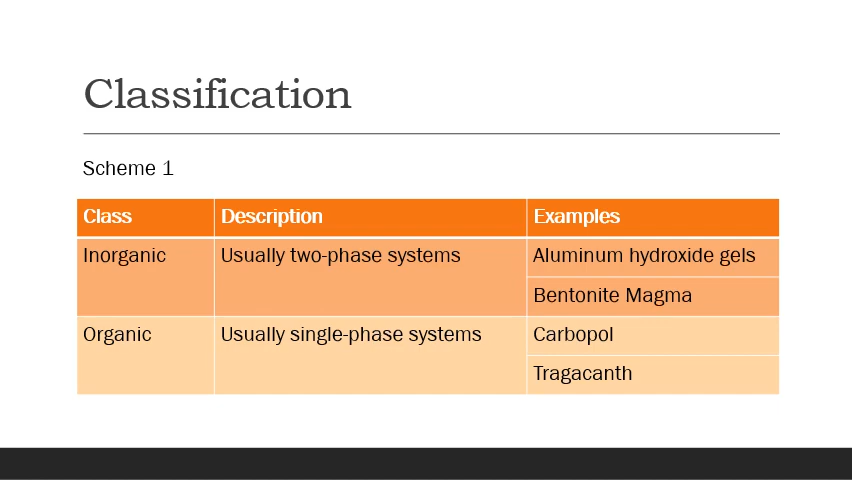 Classification
Scheme 1
Class Description Examples
Inorganic Usually two-phase systems Aluminum hydroxide gels
Bentonite Magma
Organic Usually single-phase systems Carbopol
Tragacanth